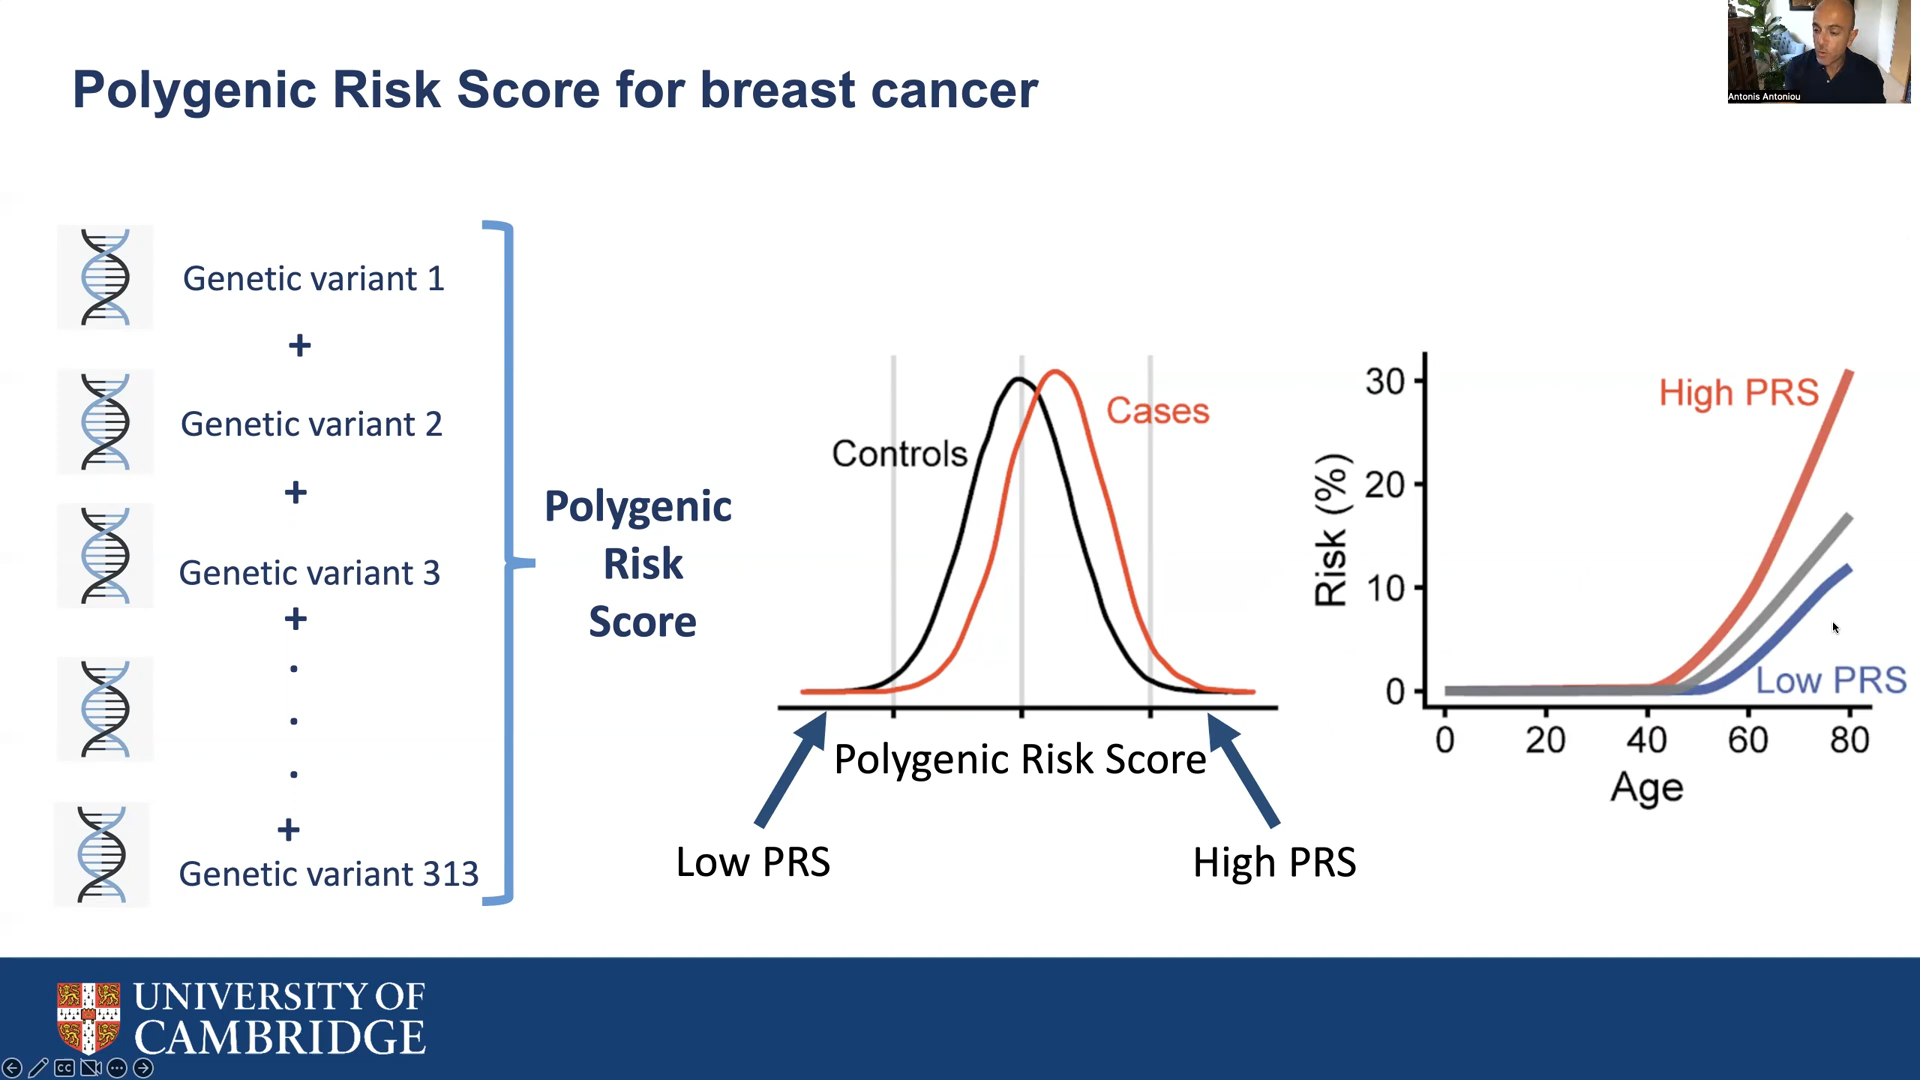 Polygenic Risk Score for breast cancer
Antonis Antoniou
Genetic variant 1
+
Genetic variant 2
+
Genetic variant 3
+
.
.
.
+
Genetic variant 313
Polygenic
Risk
Score
Controls
Cases
Polygenic Risk Score
Low PRS
High PRS
Risk (%)
30
20
10
0
High PRS
Low PRS
0 20 40 60 80
Age
UNIVERSITY OF
CAMBRIDGE
CC